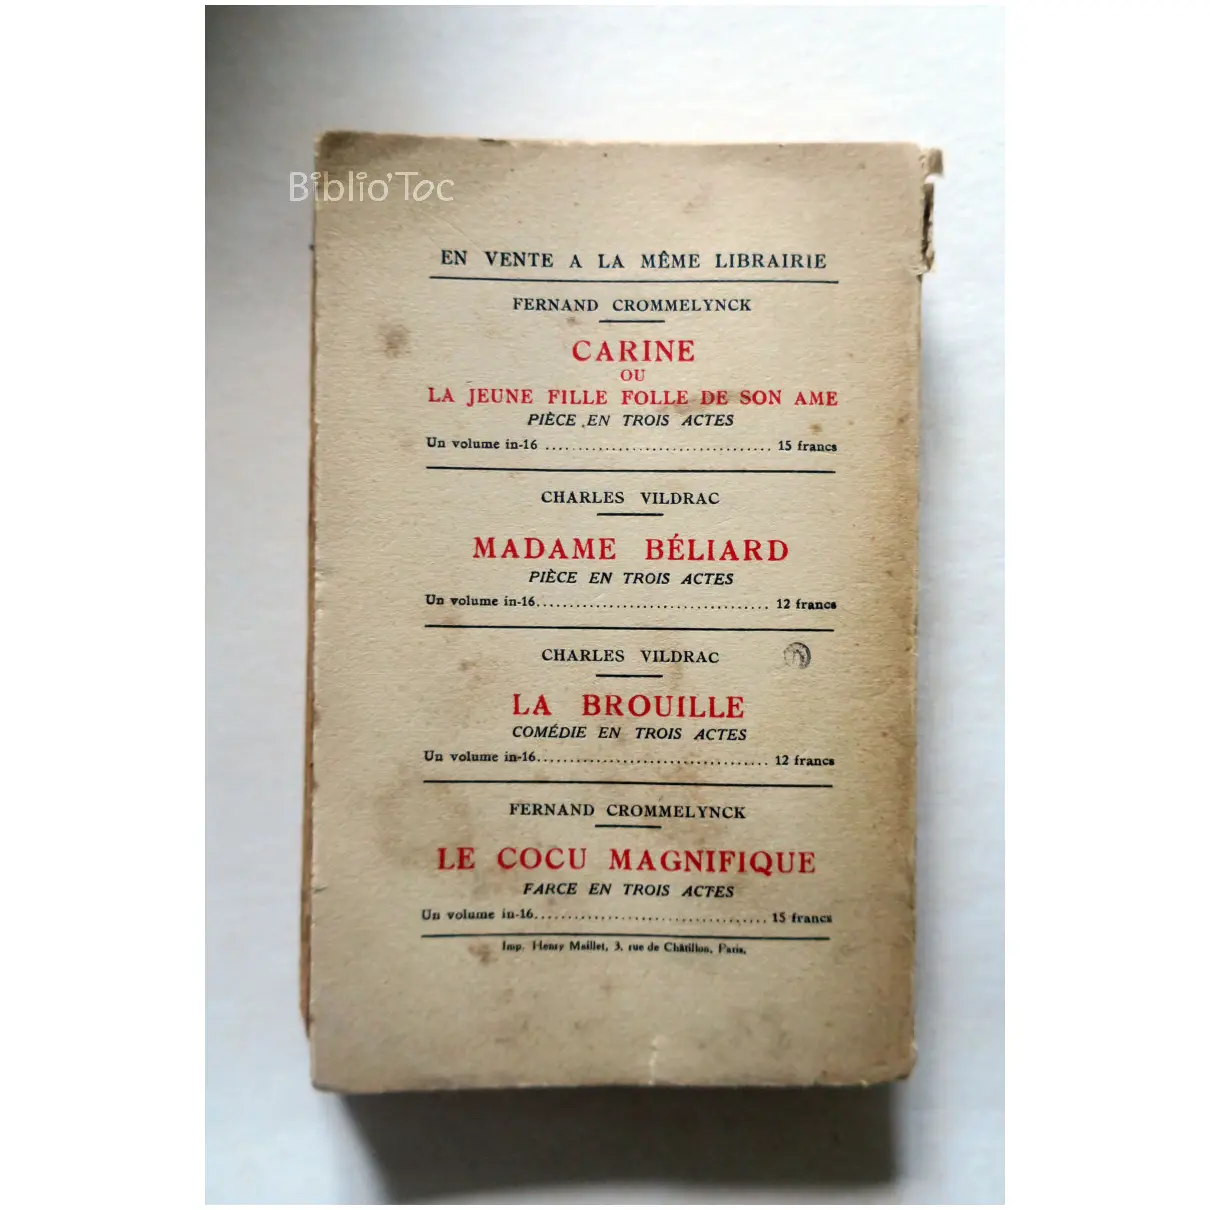 Biblio'Toc
EN VENTE A LA MÊME LIBRAIRIE
FERNAND CROMMELYNCK
CARINE
OU
LA JEUNE FILLE FOLLE DE SON AME
PIÈCE EN TROIS ACTES
Un volume in-16 .................................. 15 francs
CHARLES VILDRAC
MADAME BÉLIARD
PIÈCE EN TROIS ACTES
Un volume in-16.................................. 12 francs
CHARLES VILDRAC
LA BROUILLE
COMÉDIE EN TROIS ACTES
Un volume in-16.................................. 12 francs
FERNAND CROMMELYNCK
LE COCU MAGNIFIQUE
FARCE EN TROIS ACTES
Un volume in-16.................................. 15 francs
Imp. Henry Maillet, 3, rue de Châtillon, Paris.